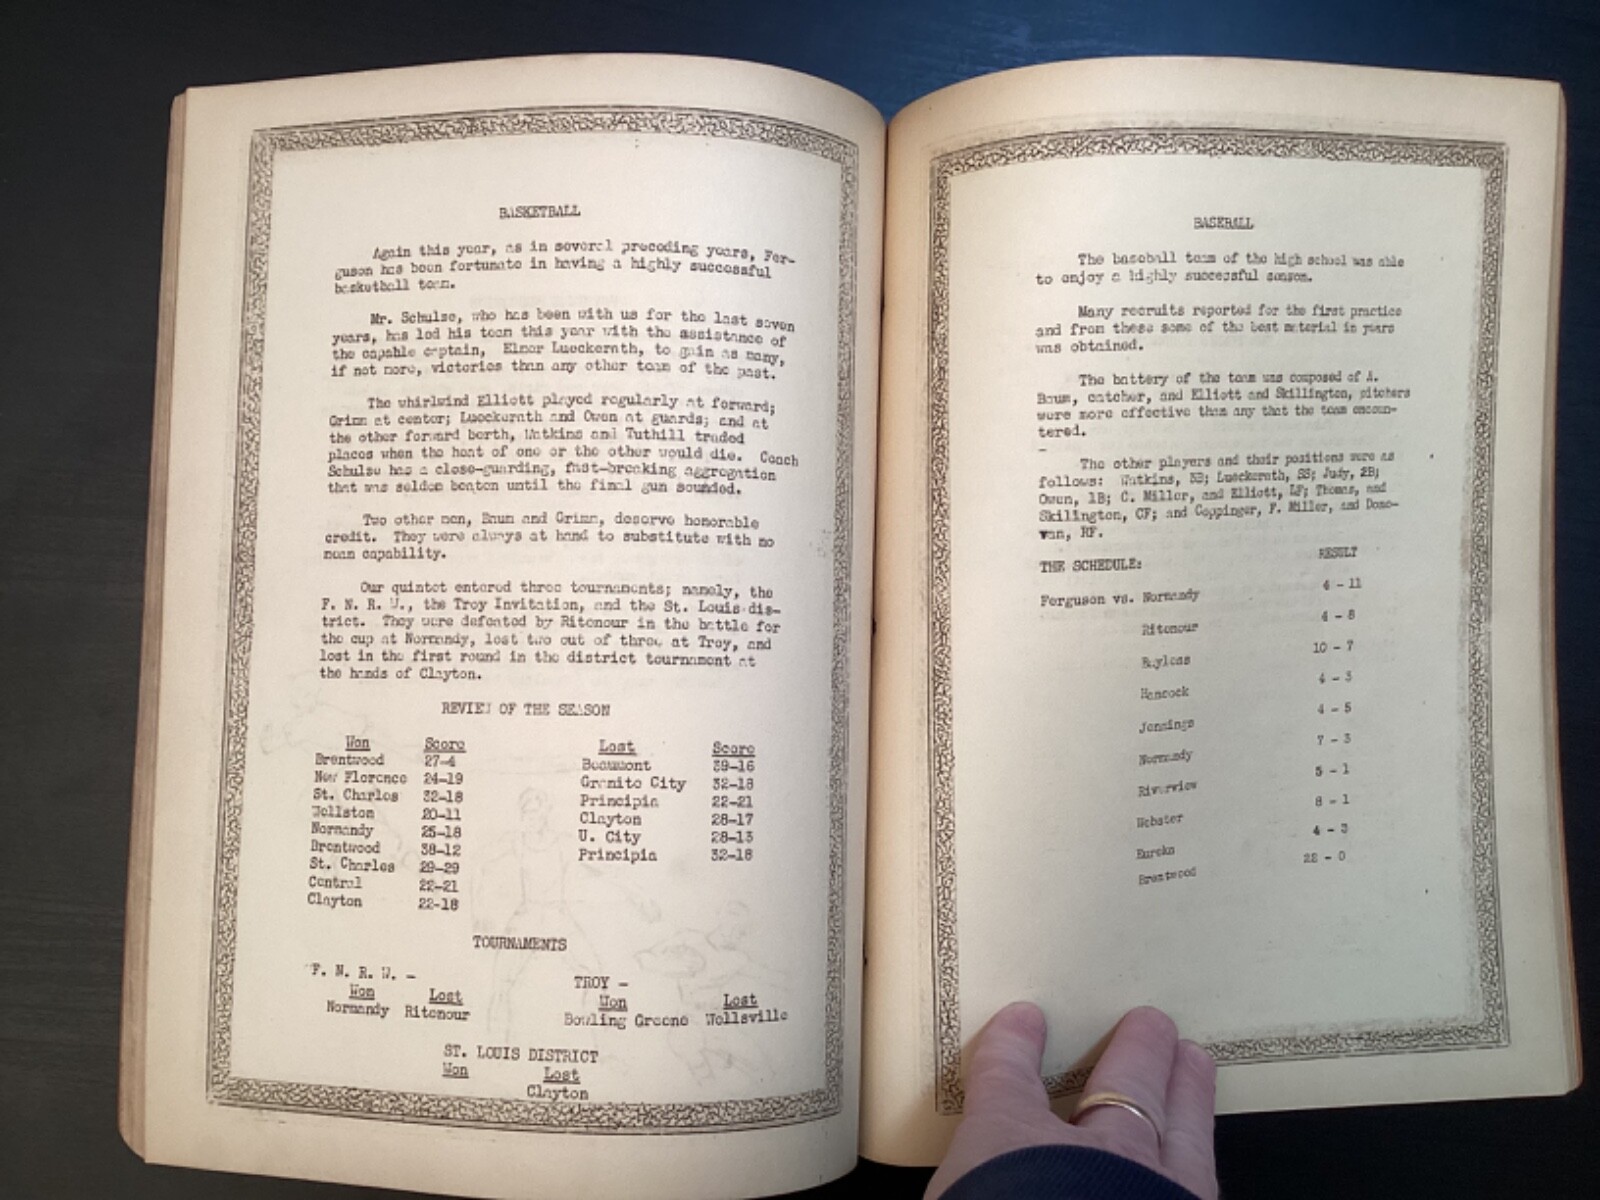 BASKETBALL
Again this year, as in several preceding years, Fer-
guson has been fortunate in having a highly successful
basketball team.
Mr. Schulse, who has been with us for the last seven
years, has led his team this year with the assistance of
the capable captain, Elmer Lueckerath, to gain as many,
if not more, victories than any other team of the past.
The whirlwind Elliott played regularly at forward;
Grimm at center; Lueckerath and Owen at guards; and at
the other forward berth, Watkins and Tuthill traded
places when the heat of one or the other would die. Coach
Schulse has a close-guarding, fast-breaking aggregation
that was seldom beaten until the final gun sounded.
Two other men, Baum and Grimm, deserve honorable
credit. They were always at hand to substitute with no
mean capability.
Our quintet entered three tournaments; namely, the
F. N. R. W., the Troy Invitation, and the St. Louis dis-
trict. They were defeated by Ritenour in the battle for
the cup at Normandy, lost two out of three at Troy, and
lost in the first round in the district tournament at
the hands of Clayton.
REVIEW OF THE SEASON
Won Score Lost Score
Brentwood 27-4 Beaumont 39-16
New Florence 24-19 Granite City 32-18
St. Charles 32-18 Principia 22-21
Wellston 20-11 Clayton 28-17
Normandy 25-18 U. City 28-13
Brentwood 38-12 Principia 32-18
St. Charles 29-29
Central 22-21
Clayton 22-18
TOURNAMENTS
F. N. R. W. -
Won Lost
Normandy Ritenour
TROY -
Won Lost
Bowling Greene Wellsville
ST. LOUIS DISTRICT
Won Lost
Clayton
BASEBALL
The baseball team of the high school was able
to enjoy a highly successful season.
Many recruits reported for the first practice
and from these some of the best material in years
was obtained.
The battery of the team was composed of A.
Baum, catcher, and Elliott and Skillington, pitchers
were more effective than any that the team encoun-
tered.
The other players and their positions were as
follows: Watkins, 3B; Lueckerath, SS; Judy, 2B;
Owen, 1B; C. Miller, and Elliott, LF; Thomas, and
Skillington, CF; and Coppinger, F. Miller, and Dono-
van, RF.
THE SCHEDULE: RESULT
Ferguson vs. Normandy 4 - 11
Ritenour 4 - 8
Bayless 10 - 7
Hancock 4 - 3
Jennings 4 - 5
Normandy 7 - 3
Riverview 5 - 1
Webster 8 - 1
Eureka 4 - 3
Brentwood 22 - 0